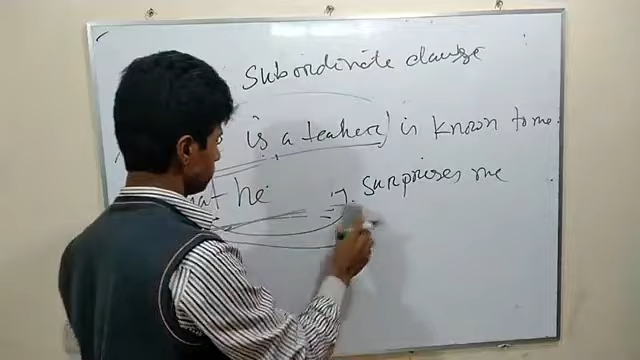 Subordinate clause
is a teacher) is known to me.
at he surprises me